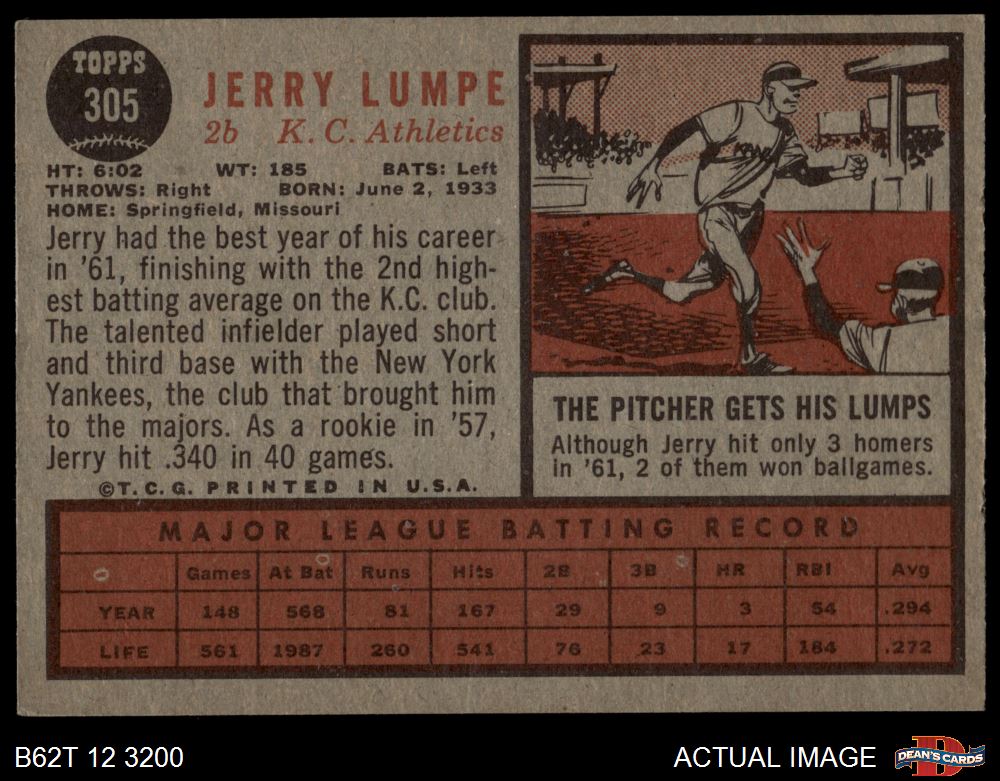 TOPPS
305
JERRY LUMPE
2b K. C. Athletics
HT: 6:02 WT: 185 BATS: Left
THROWS: Right BORN: June 2, 1933
HOME: Springfield, Missouri
Jerry had the best year of his career
in '61, finishing with the 2nd high-
est batting average on the K.C. club.
The talented infielder played short
and third base with the New York
Yankees, the club that brought him
to the majors. As a rookie in '57,
Jerry hit .340 in 40 games.
©T.C.G. PRINTED IN U.S.A.
KANS
THE PITCHER GETS HIS LUMPS
Although Jerry hit only 3 homers
in '61, 2 of them won ballgames.
MAJOR LEAGUE BATTING RECORD
Games At Bat Runs Hits 2B 3B HR RBI Avg
YEAR 148 568 81 167 29 9 3 54 .294
LIFE 561 1987 260 541 76 23 17 184 .272
B62T 12 3200
ACTUAL IMAGE
D
DEAN'S CARDS